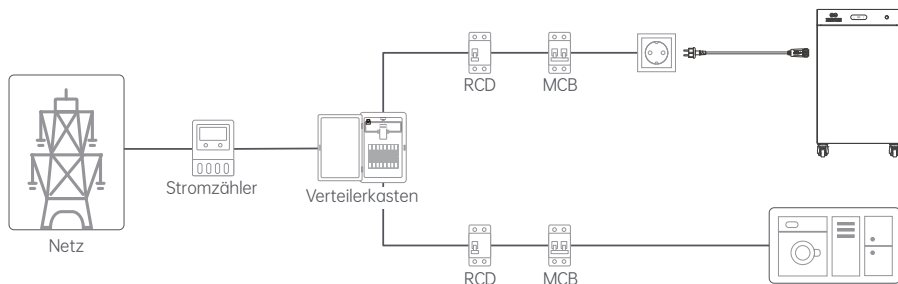 RCD
MCB
Stromzähler
Verteilerkasten
Netz
RCD
MCB